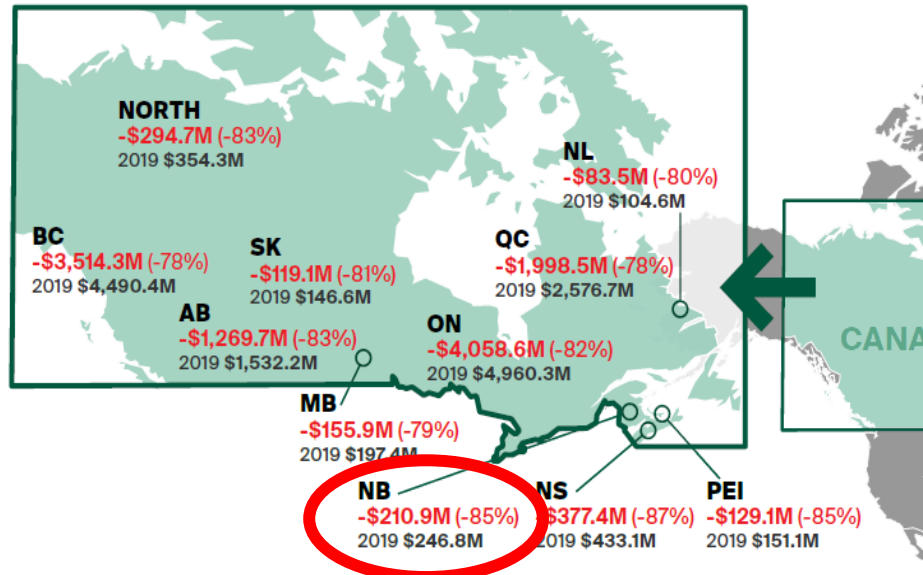 NORTH
-$294.7M (-83%)
2019 $354.3M
NL
-$83.5M (-80%)
2019 $104.6M
BC
-$3,514.3M (-78%)
2019 $4,490.4M
SK
-$119.1M (-81%)
2019 $146.6M
QC
-$1,998.5M (-78%)
2019 $2,576.7M
AB
-$1,269.7M (-83%)
2019 $1,532.2M
ON
-$4,058.6M (-82%)
2019 $4,960.3M
CANA
MB
-$155.9M (-79%)
2019 $197.4M
NB
-$210.9M (-85%)
2019 $246.8M
NS
$377.4M (-87%)
2019 $433.1M
PEI
-$129.1M (-85%)
2019 $151.1M